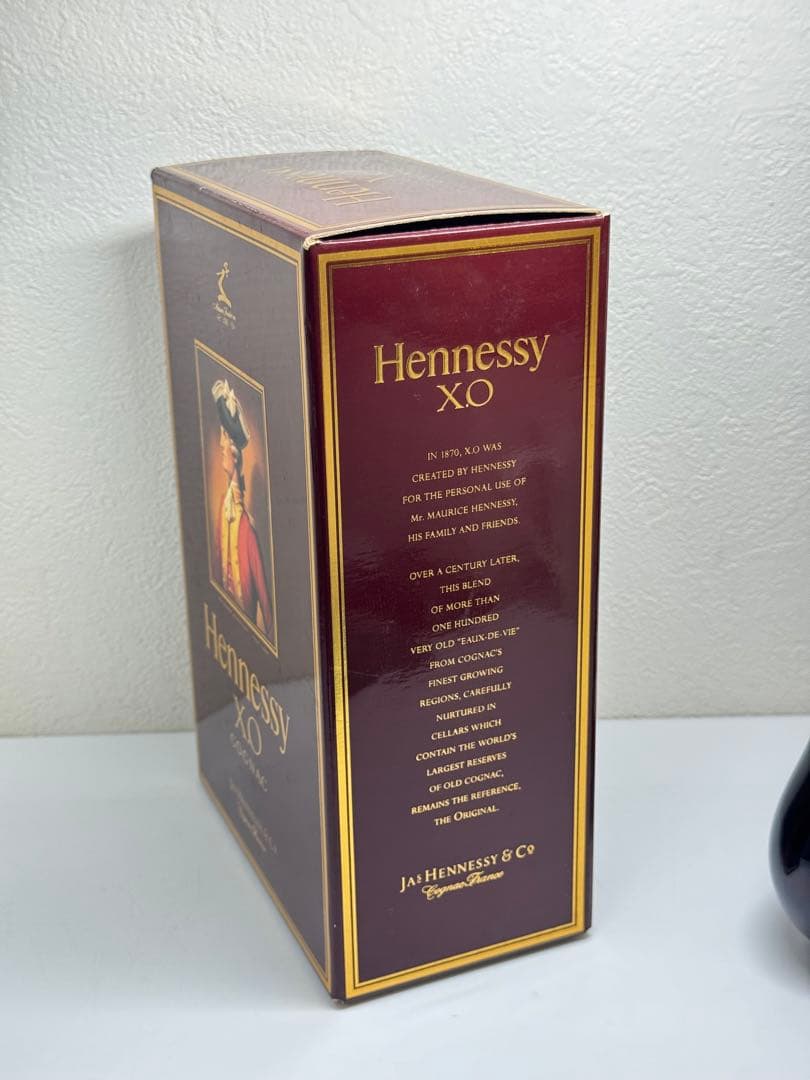 Hennessy
Hennessy
X.O
COGNAC
Hennessy
X.O
IN 1870, X.O WAS
CREATED BY HENNESSY
FOR THE PERSONAL USE OF
Mr. MAURICE HENNESSY,
HIS FAMILY AND FRIENDS.
OVER A CENTURY LATER,
THIS BLEND
OF MORE THAN
ONE HUNDRED
VERY OLD "EAUX-DE-VIE"
FROM COGNAC'S
FINEST GROWING
REGIONS, CAREFULLY
NURTURED IN
CELLARS WHICH
CONTAIN THE WORLD'S
LARGEST RESERVES
OF OLD COGNAC,
REMAINS THE REFERENCE,
THE ORIGINAL.
JAS HENNESSY & CO
Cognac France